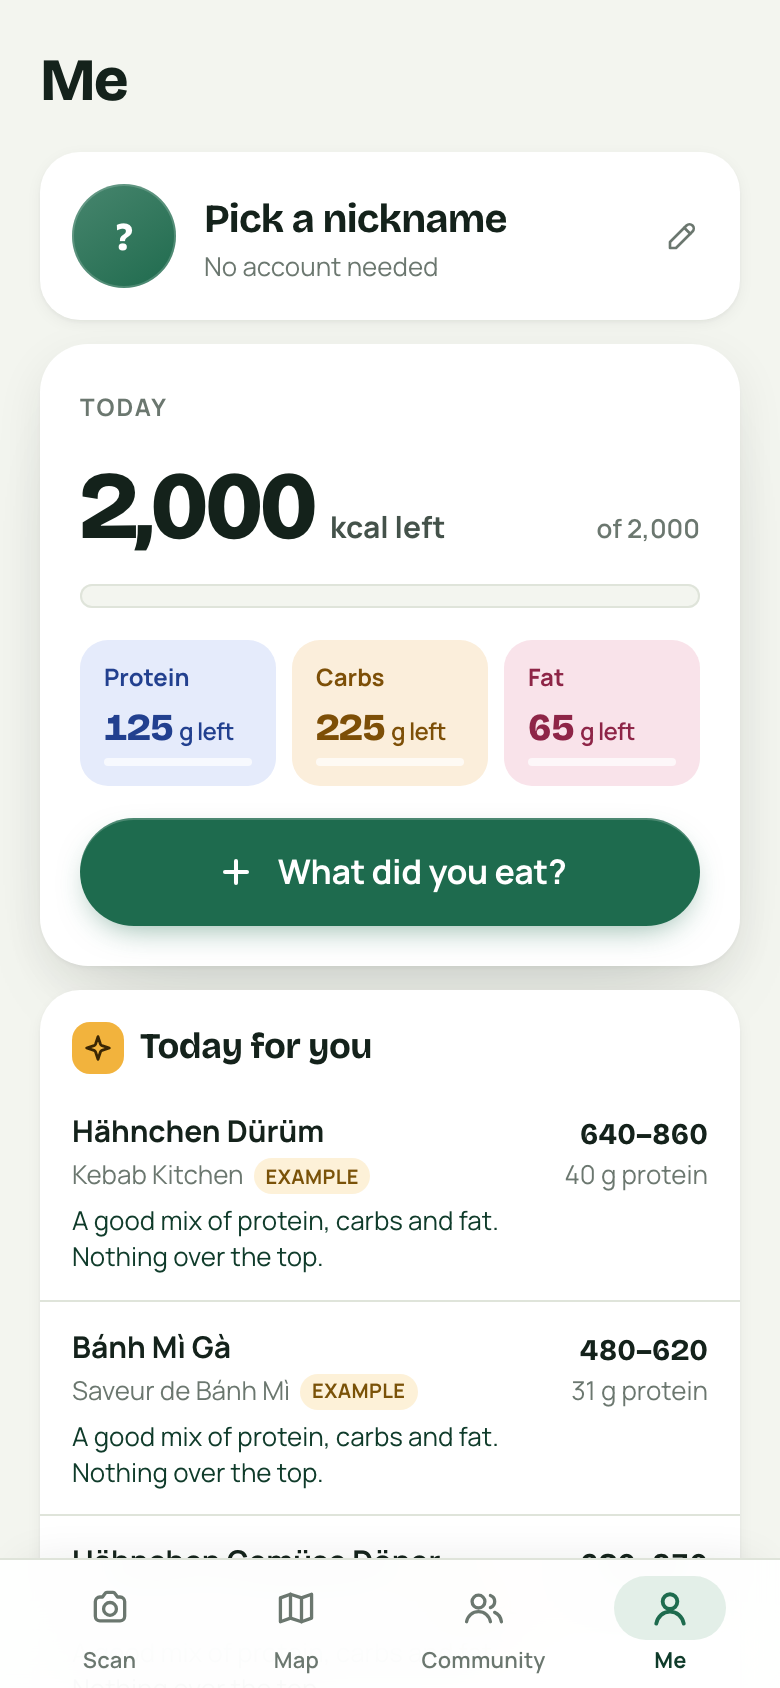 Me
?
Pick a nickname
No account needed
TODAY
2,000 kcal left of 2,000
Protein Carbs Fat
125 g left 225 g left 65 g left
What did you eat?
Today for you
Hähnchen Dürüm 640–860
Kebab Kitchen EXAMPLE 40 g protein
A good mix of protein, carbs and fat.
Nothing over the top.
Bánh Mì Gà 480–620
Saveur de Bánh Mì EXAMPLE 31 g protein
A good mix of protein, carbs and fat.
Nothing over the top.
Hähnchen Gemüse Döner
Scan Map Community Me